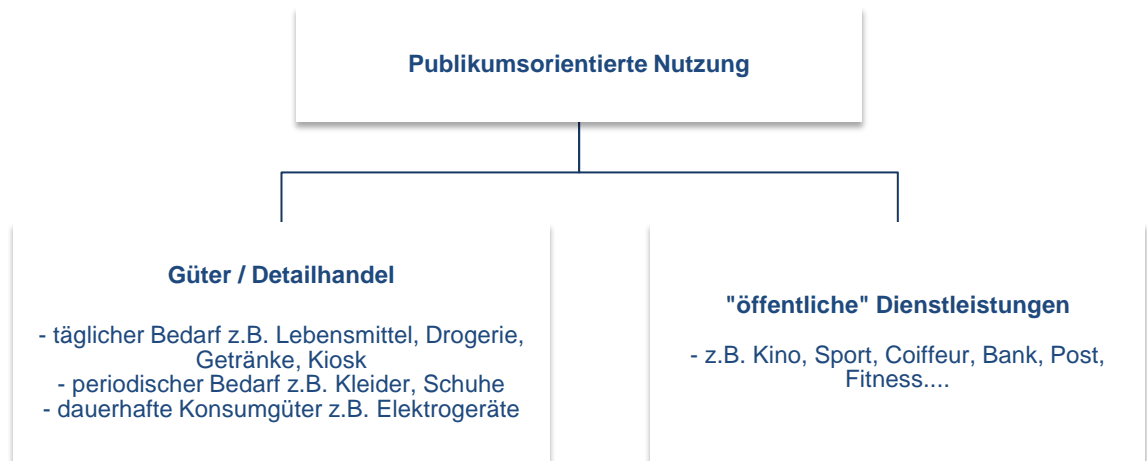 Publikumsorientierte Nutzung
Güter / Detailhandel
- täglicher Bedarf z.B. Lebensmittel, Drogerie,
Getränke, Kiosk
- periodischer Bedarf z.B. Kleider, Schuhe
- dauerhafte Konsumgüter z.B. Elektrogeräte
"öffentliche" Dienstleistungen
- z.B. Kino, Sport, Coiffeur, Bank, Post,
Fitness....